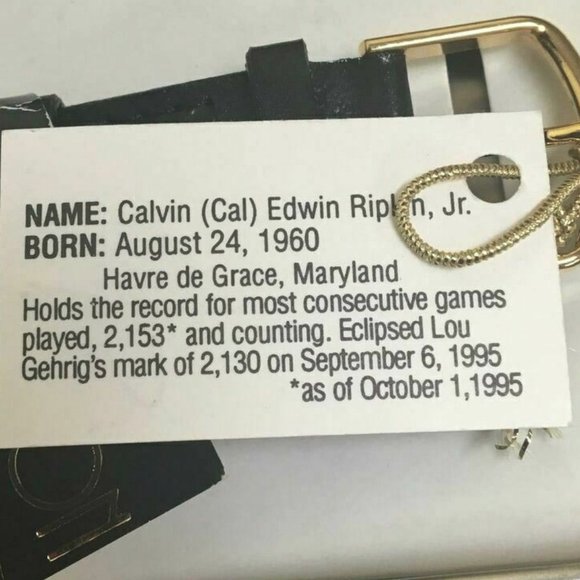 NAME: Calvin (Cal) Edwin Ripken, Jr.
BORN: August 24, 1960
Havre de Grace, Maryland
Holds the record for most consecutive games
played, 2,153* and counting. Eclipsed Lou
Gehrig's mark of 2,130 on September 6, 1995
*as of October 1,1995